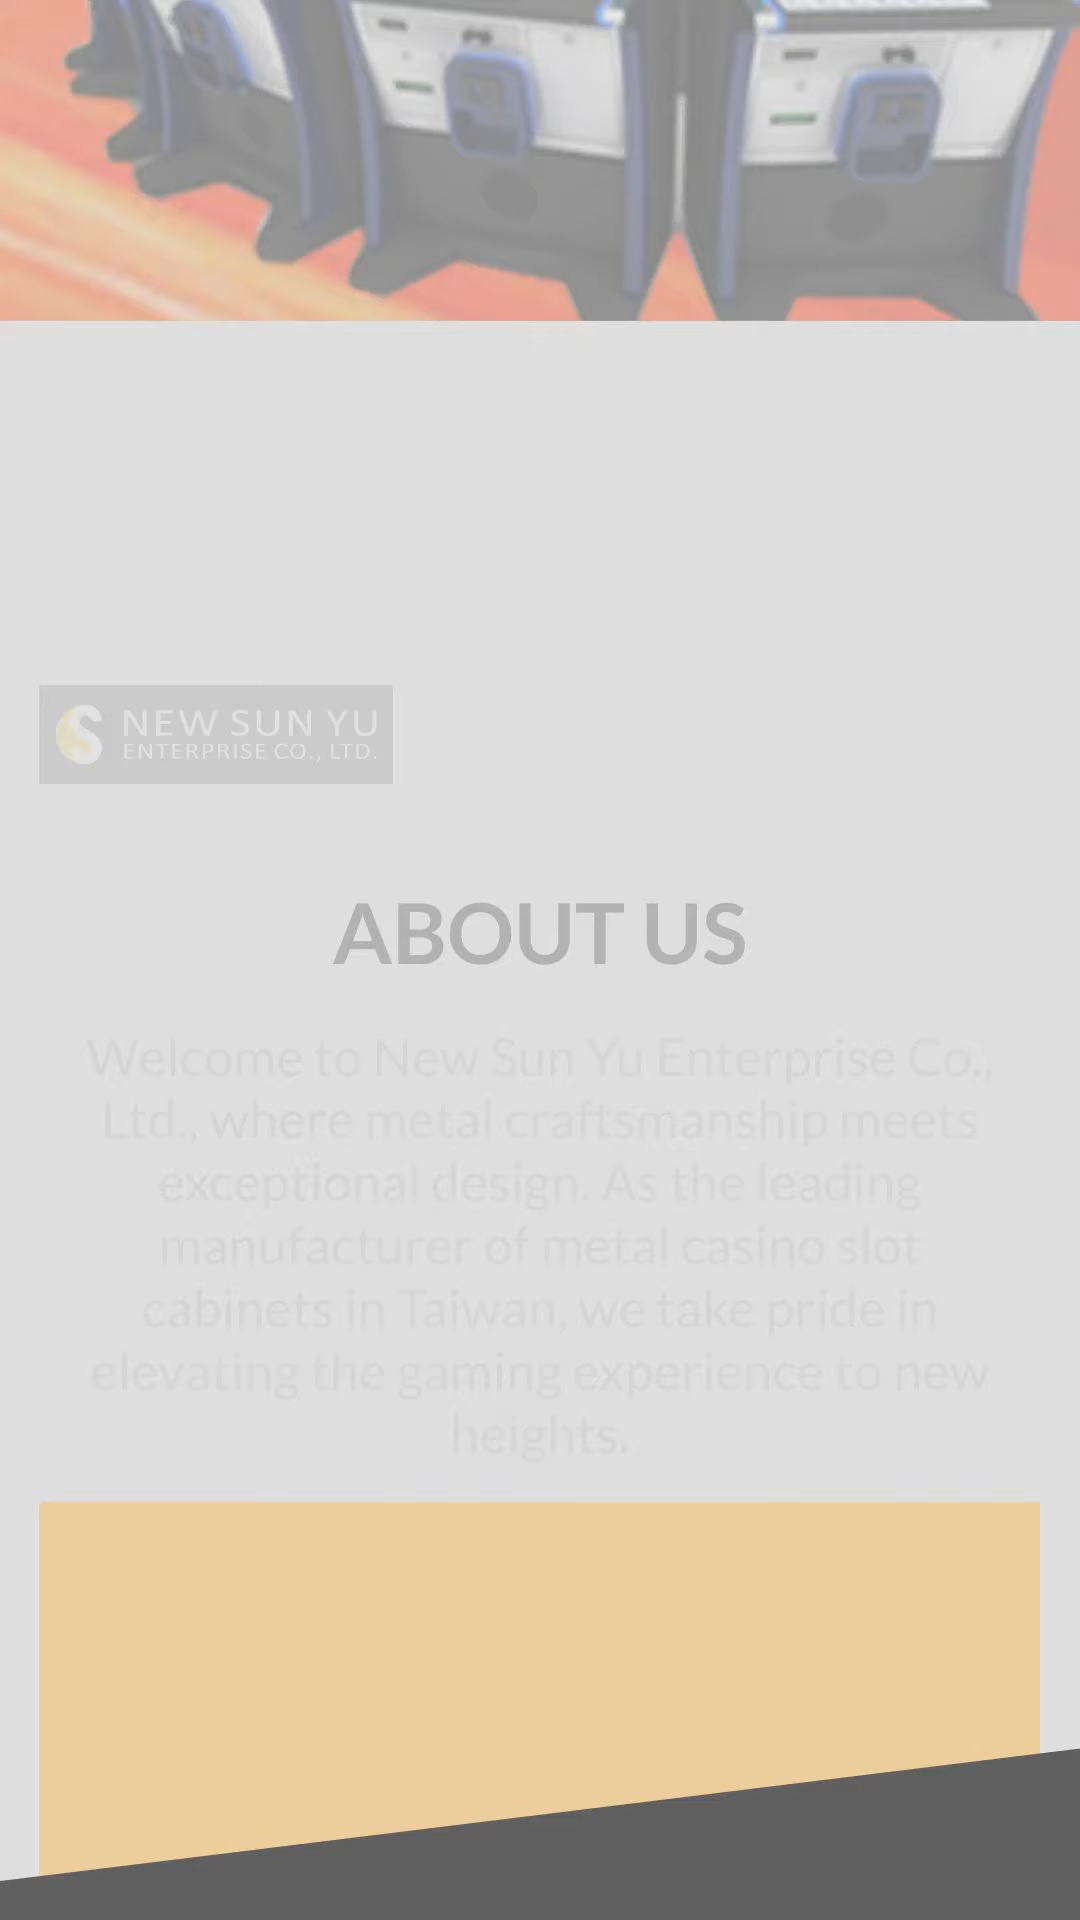 NEW SUN YU
ENTERPRISE CO., LTD.
ABOUT US
Welcome to New Sun Yu Enterprise Co.,
Ltd., where metal craftsmanship meets
exceptional design. As the leading
manufacturer of metal casino slot
cabinets in Taiwan, we take pride in
elevating the gaming experience to new
heights.